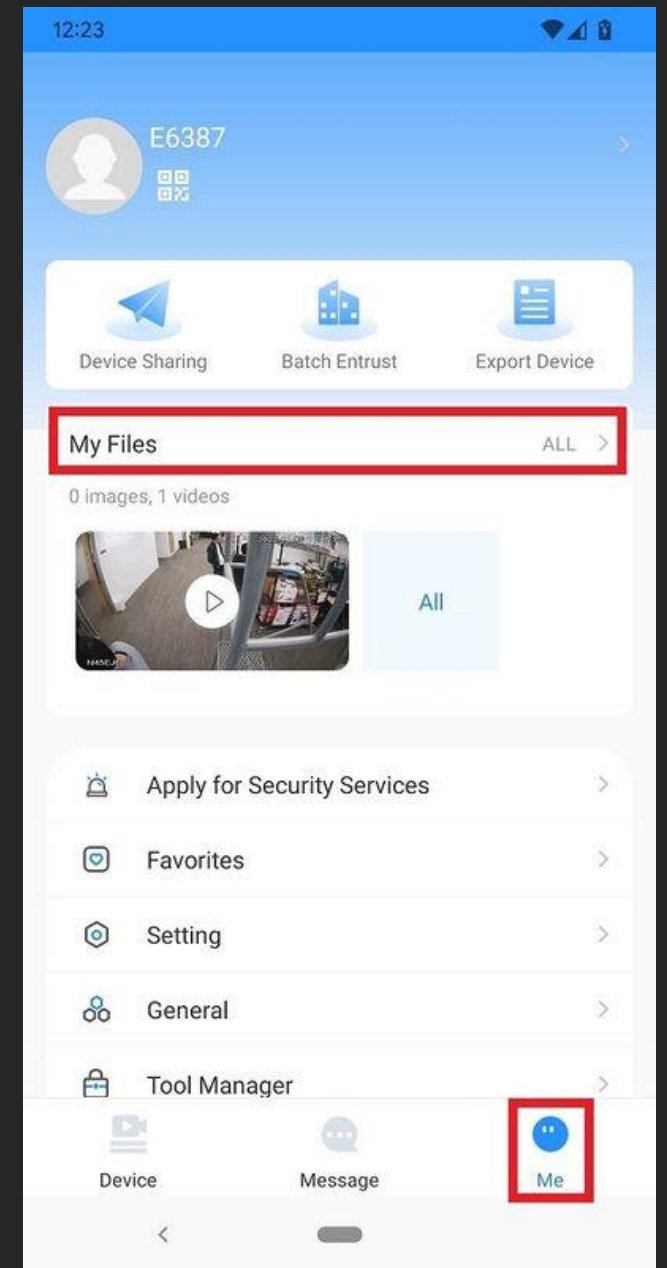 12:23
E6387
Device Sharing
Batch Entrust
Export Device
My Files
ALL
0 images, 1 videos
All
Apply for Security Services
Favorites
Setting
General
Tool Manager
Device
Message
Me